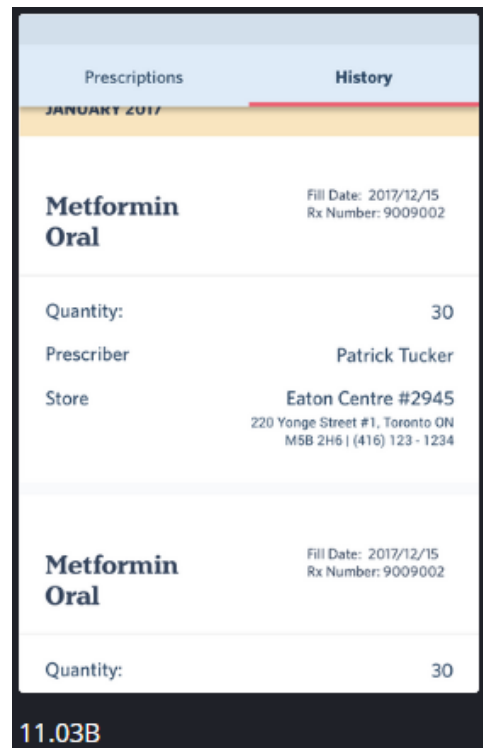 Prescriptions History
JANUARY 2017
Metformin
Oral
Fill Date: 2017/12/15
Rx Number: 9009002
Quantity: 30
Prescriber Patrick Tucker
Store Eaton Centre #2945
220 Yonge Street #1, Toronto ON
M5B 2H6 | (416) 123 - 1234
Metformin
Oral
Fill Date: 2017/12/15
Rx Number: 9009002
Quantity: 30
11.03B